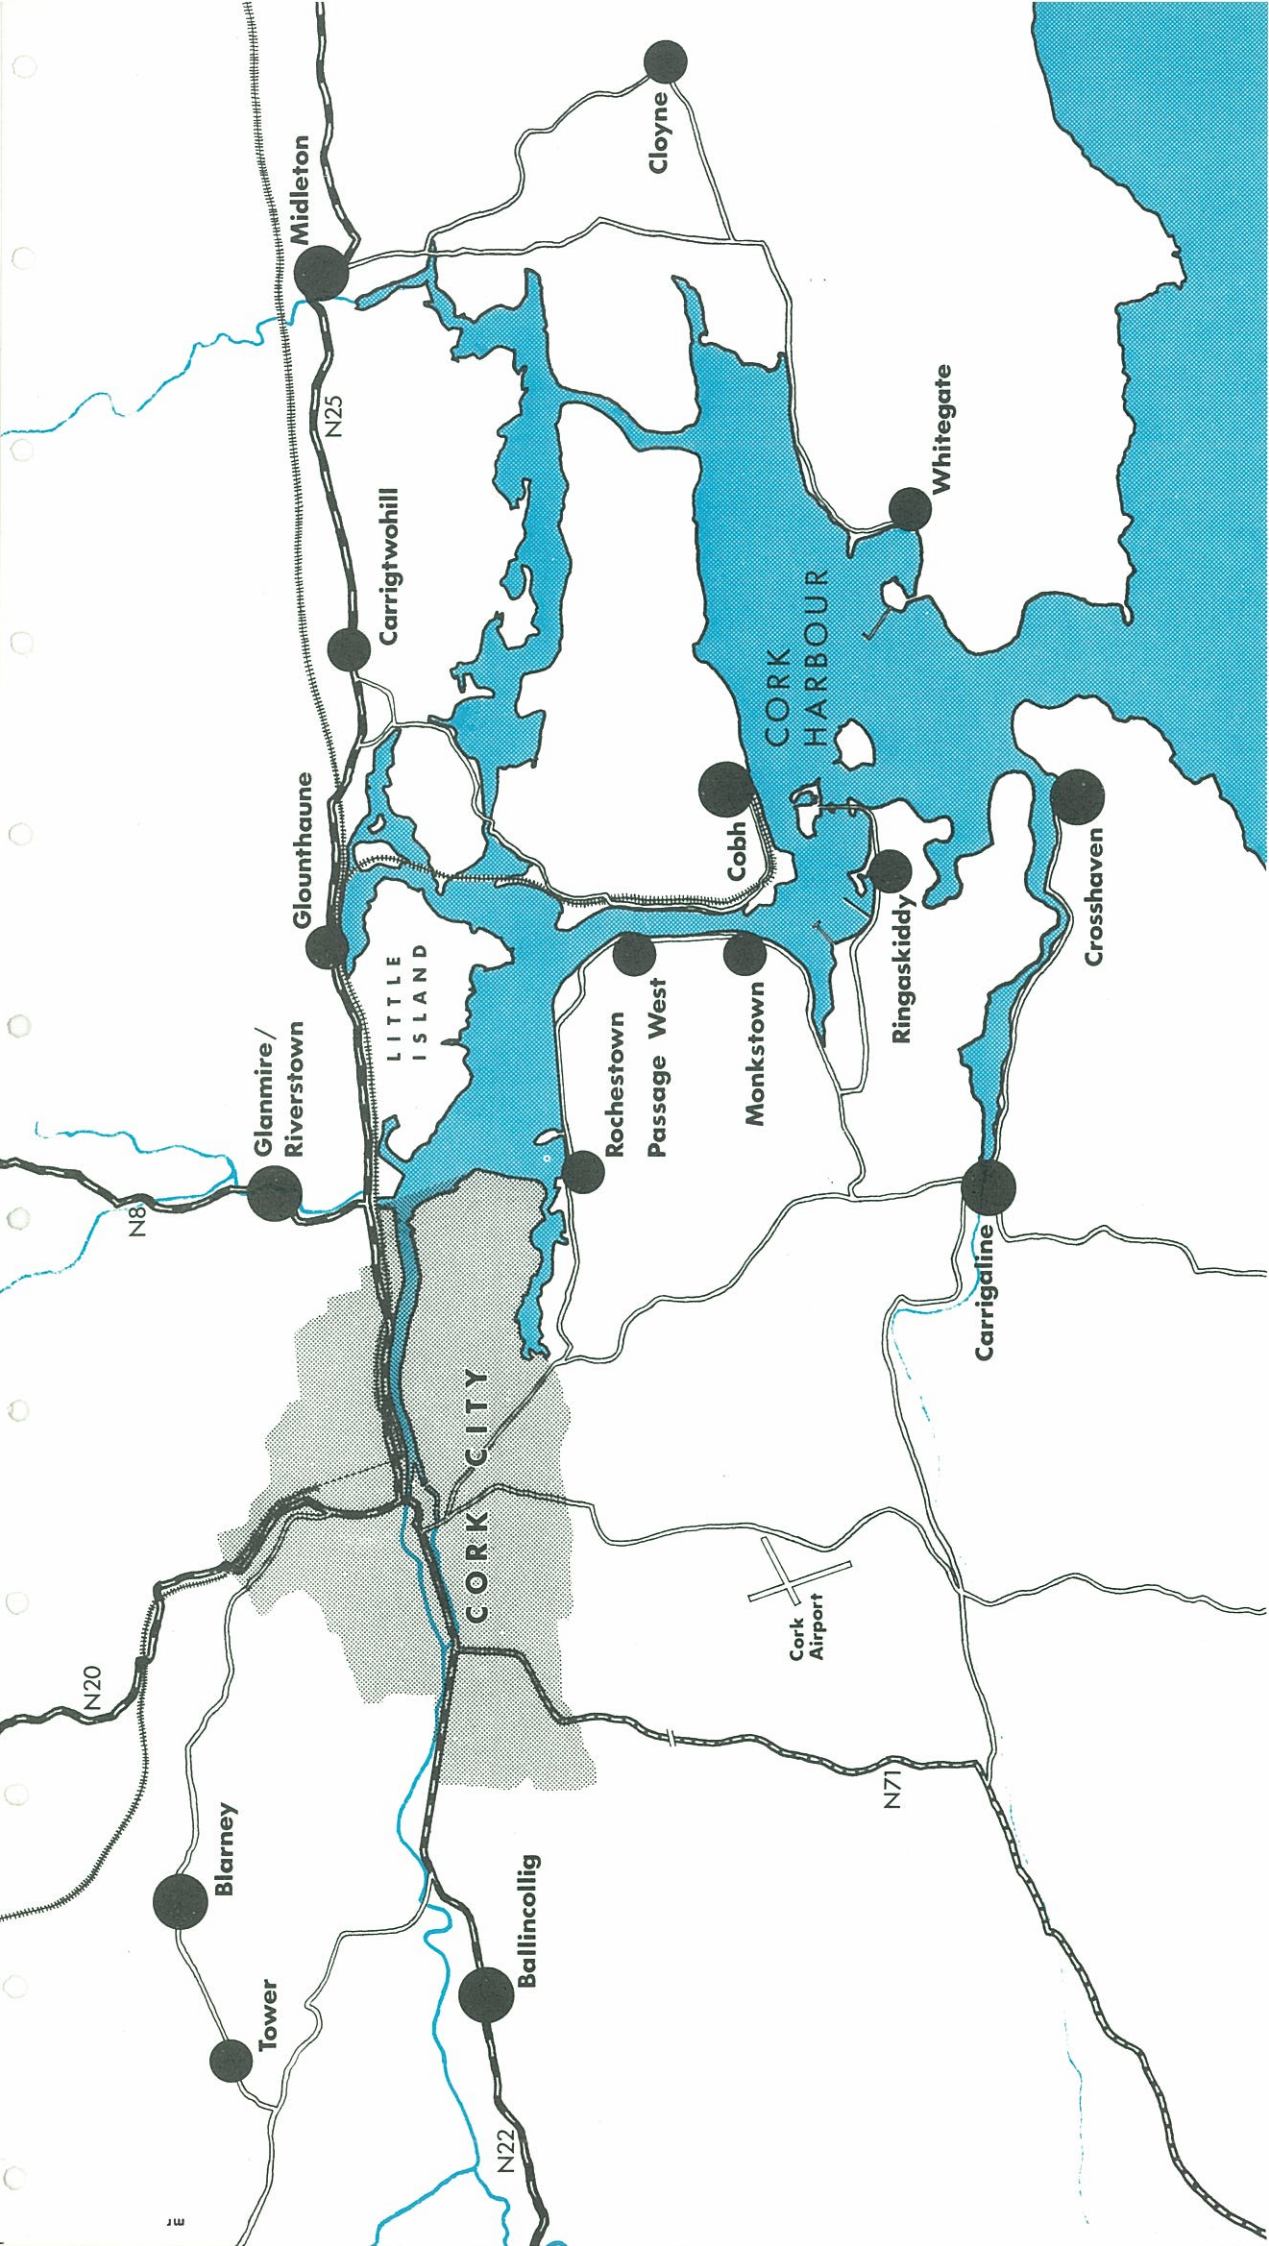 N20
N8
Blarney
Tower
Glanmire/
Riverstown
Glounthaune
Carrigtwohill
N25
Midleton
LITTLE
ISLAND
N22
Ballincollig
CORK CITY
Rochestown
Passage West
Monkstown
Cobh
CORK
HARBOUR
Cloyne
Cork
Airport
N71
Ringaskiddy
Whitegate
Carrigaline
Crosshaven